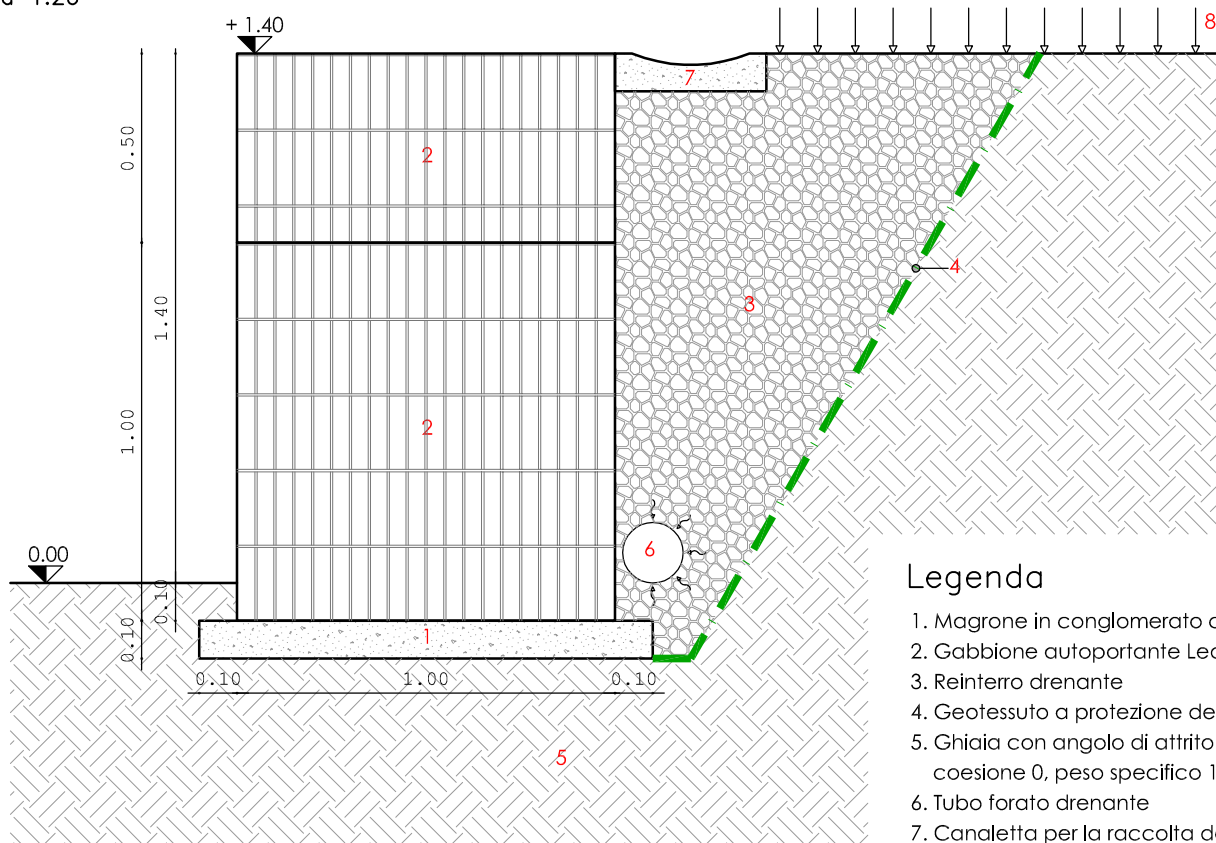 1:20
+ 1.40
8
7
0.50
2
4
3
1.40
1.00
2
6
0.00
0.10
0.10
1
0.10
1.00
0.10
5
Legenda
1. Magrone in conglomerato
2. Gabbione autoportante
3. Reinterro drenante
4. Geotessuto a protezione
5. Ghiaia con angolo di attrito
coesione 0, peso specifico 1
6. Tubo forato drenante
7. Canaletta per la raccolta